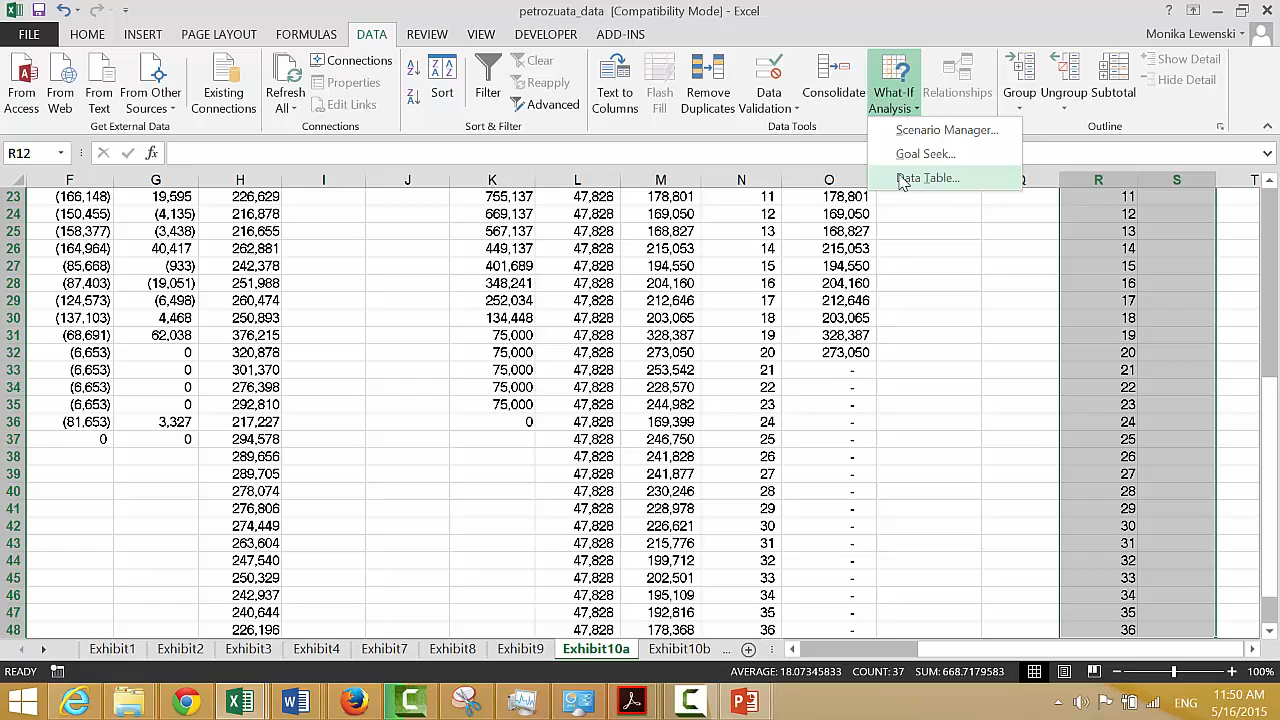 petrozuata_data [Compatibility Mode] - Excel
FILE HOME INSERT PAGE LAYOUT FORMULAS DATA REVIEW VIEW DEVELOPER ADD-INS Monika Lewenski
From Access
From Web
From Text
From Other Sources
Existing Connections
Get External Data
Refresh All
Connections
Properties
Edit Links
Connections
Sort
Filter
Clear
Reapply
Advanced
Sort & Filter
Text to Columns
Flash Fill
Remove Duplicates
Data Validation
Consolidate
What-If Analysis
Relationships
Data Tools
Group
Ungroup
Subtotal
Show Detail
Hide Detail
Outline
Scenario Manager...
Goal Seek...
Data Table...
R12
F G H I J K L M N O Q R S T
23 (166,148) 19,595 226,629 755,137 47,828 178,801 11 178,801 11
24 (150,455) (4,135) 216,878 669,137 47,828 169,050 12 169,050 12
25 (158,377) (3,438) 216,655 567,137 47,828 168,827 13 168,827 13
26 (164,964) 40,417 262,881 449,137 47,828 215,053 14 215,053 14
27 (85,668) (933) 242,378 401,689 47,828 194,550 15 194,550 15
28 (87,403) (19,051) 251,988 348,241 47,828 204,160 16 204,160 16
29 (124,573) (6,498) 260,474 252,034 47,828 212,646 17 212,646 17
30 (137,103) 4,468 250,893 134,448 47,828 203,065 18 203,065 18
31 (68,691) 62,038 376,215 75,000 47,828 328,387 19 328,387 19
32 (6,653) 0 320,878 75,000 47,828 273,050 20 273,050 20
33 (6,653) 0 301,370 75,000 47,828 253,542 21 - 21
34 (6,653) 0 276,398 75,000 47,828 228,570 22 - 22
35 (6,653) 0 292,810 75,000 47,828 244,982 23 - 23
36 (81,653) 3,327 217,227 0 47,828 169,399 24 - 24
37 0 0 294,578 47,828 246,750 25 - 25
38 289,656 47,828 241,828 26 - 26
39 289,705 47,828 241,877 27 - 27
40 278,074 47,828 230,246 28 - 28
41 276,806 47,828 228,978 29 - 29
42 274,449 47,828 226,621 30 - 30
43 263,604 47,828 215,776 31 - 31
44 247,540 47,828 199,712 32 - 32
45 250,329 47,828 202,501 33 - 33
46 242,937 47,828 195,109 34 - 34
47 240,644 47,828 192,816 35 - 35
48 226,196 47,828 178,368 36 - 36
Exhibit1 Exhibit2 Exhibit3 Exhibit4 Exhibit7 Exhibit8 Exhibit9 Exhibit10a Exhibit10b ...
READY AVERAGE: 18.07345833 COUNT: 37 SUM: 668.7179583 100%
ENG
11:50 AM
5/16/2015